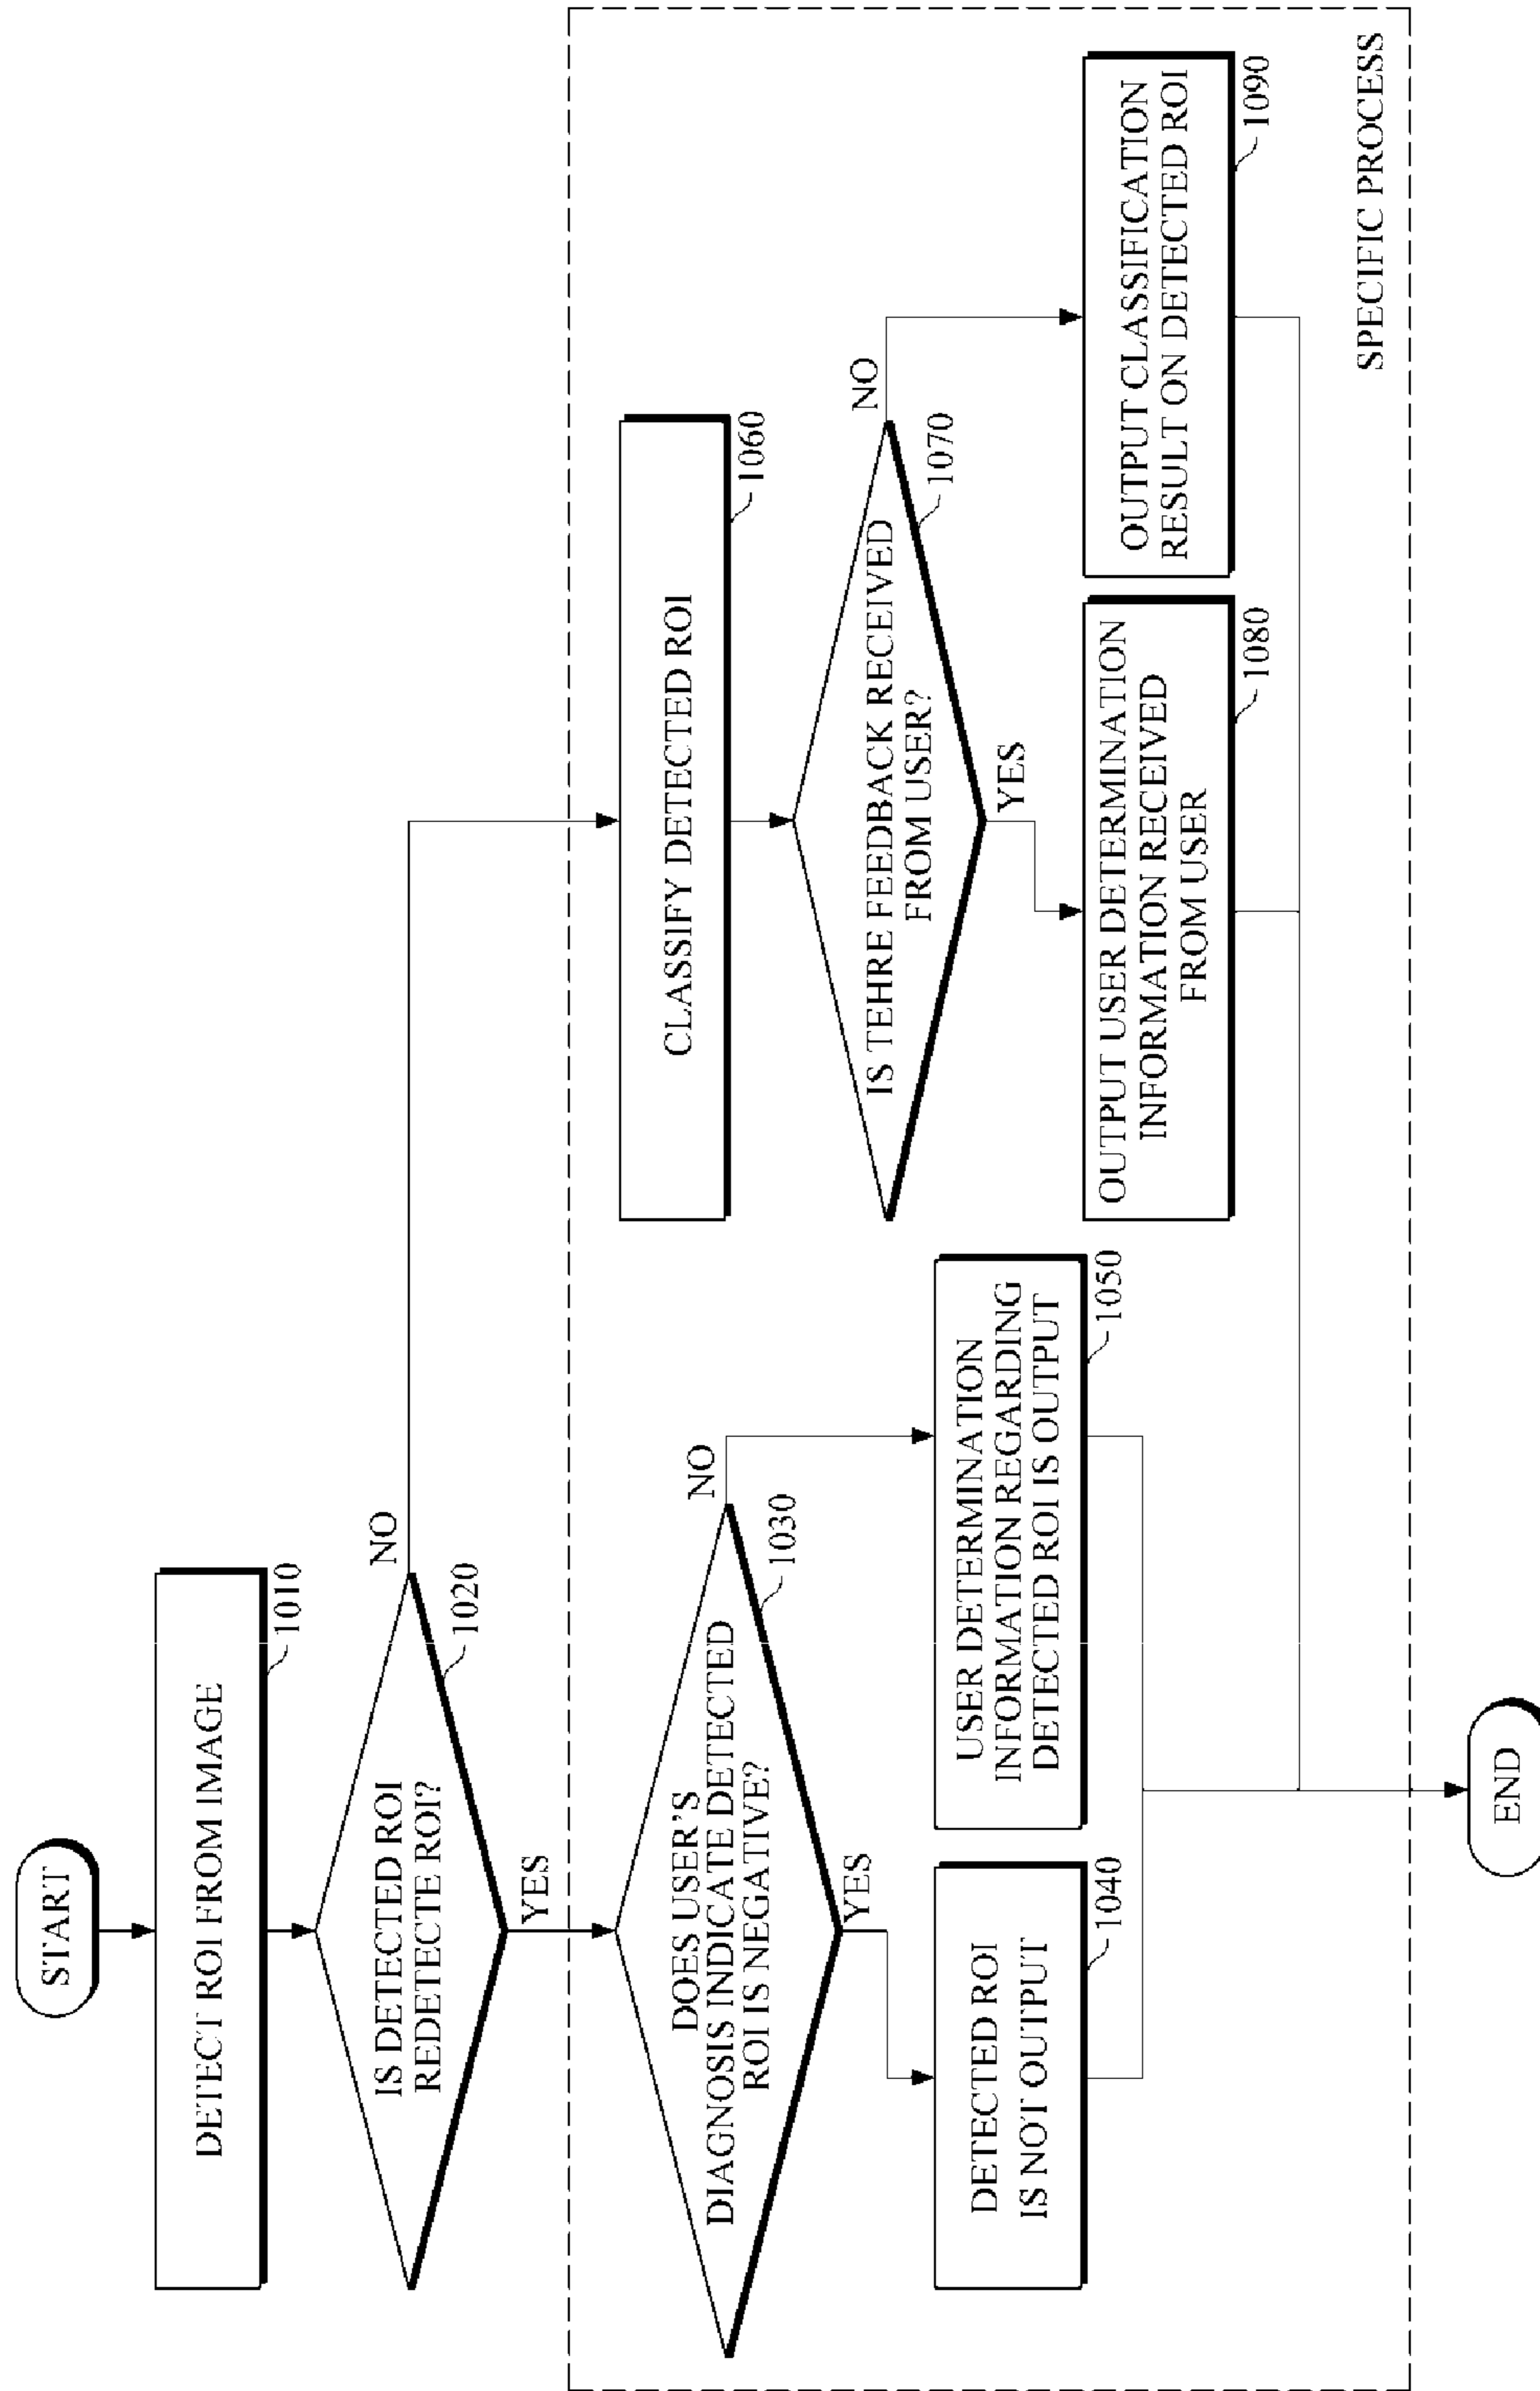 START
DETECT ROI FROM IMAGE
1010
IS DETECTED ROI
REDETECTE ROI?
1020
NO
YES
DOES USER'S
DIAGNOSIS INDICATE DETECTED
ROI IS NEGATIVE?
1030
NO
YES
DETECTED ROI
IS NOT OUTPUT
1040
USER DETERMINATION
INFORMATION REGARDING
DETECTED ROI IS OUTPUT
1050
CLASSIFY DETECTED ROI
1060
IS TEHRE FEEDBACK RECEIVED
FROM USER?
1070
NO
YES
OUTPUT USER DETERMINATION
INFORMATION RECEIVED
FROM USER
1080
OUTPUT CLASSIFICATION
RESULT ON DETECTED ROI
1090
SPECIFIC PROCESS
END